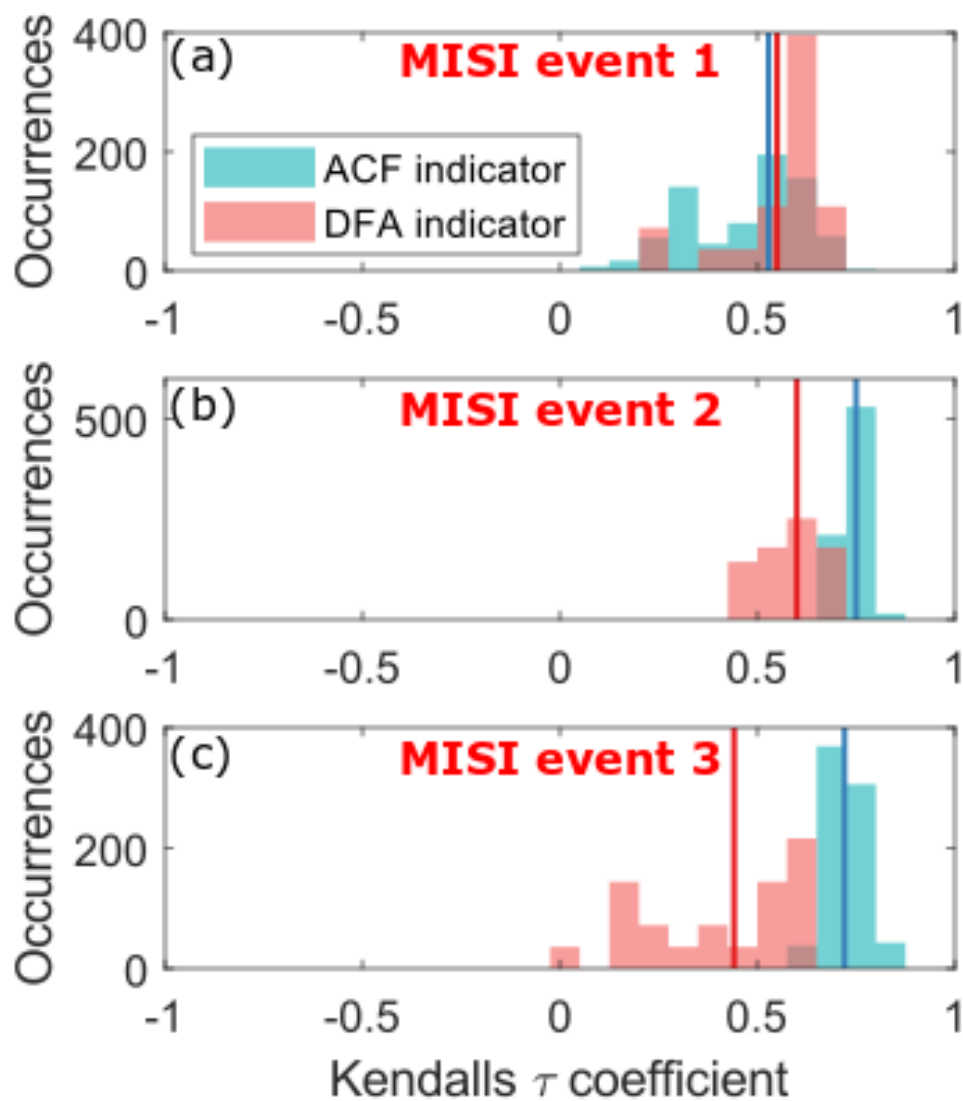 400
(a)
MISI event 1
Occurrences
200
ACF indicator
DFA indicator
0
-1 -0.5 0 0.5 1
(b)
MISI event 2
Occurrences
500
0
-1 -0.5 0 0.5 1
400
(c)
MISI event 3
Occurrences
200
0
-1 -0.5 0 0.5 1
Kendalls τ coefficient